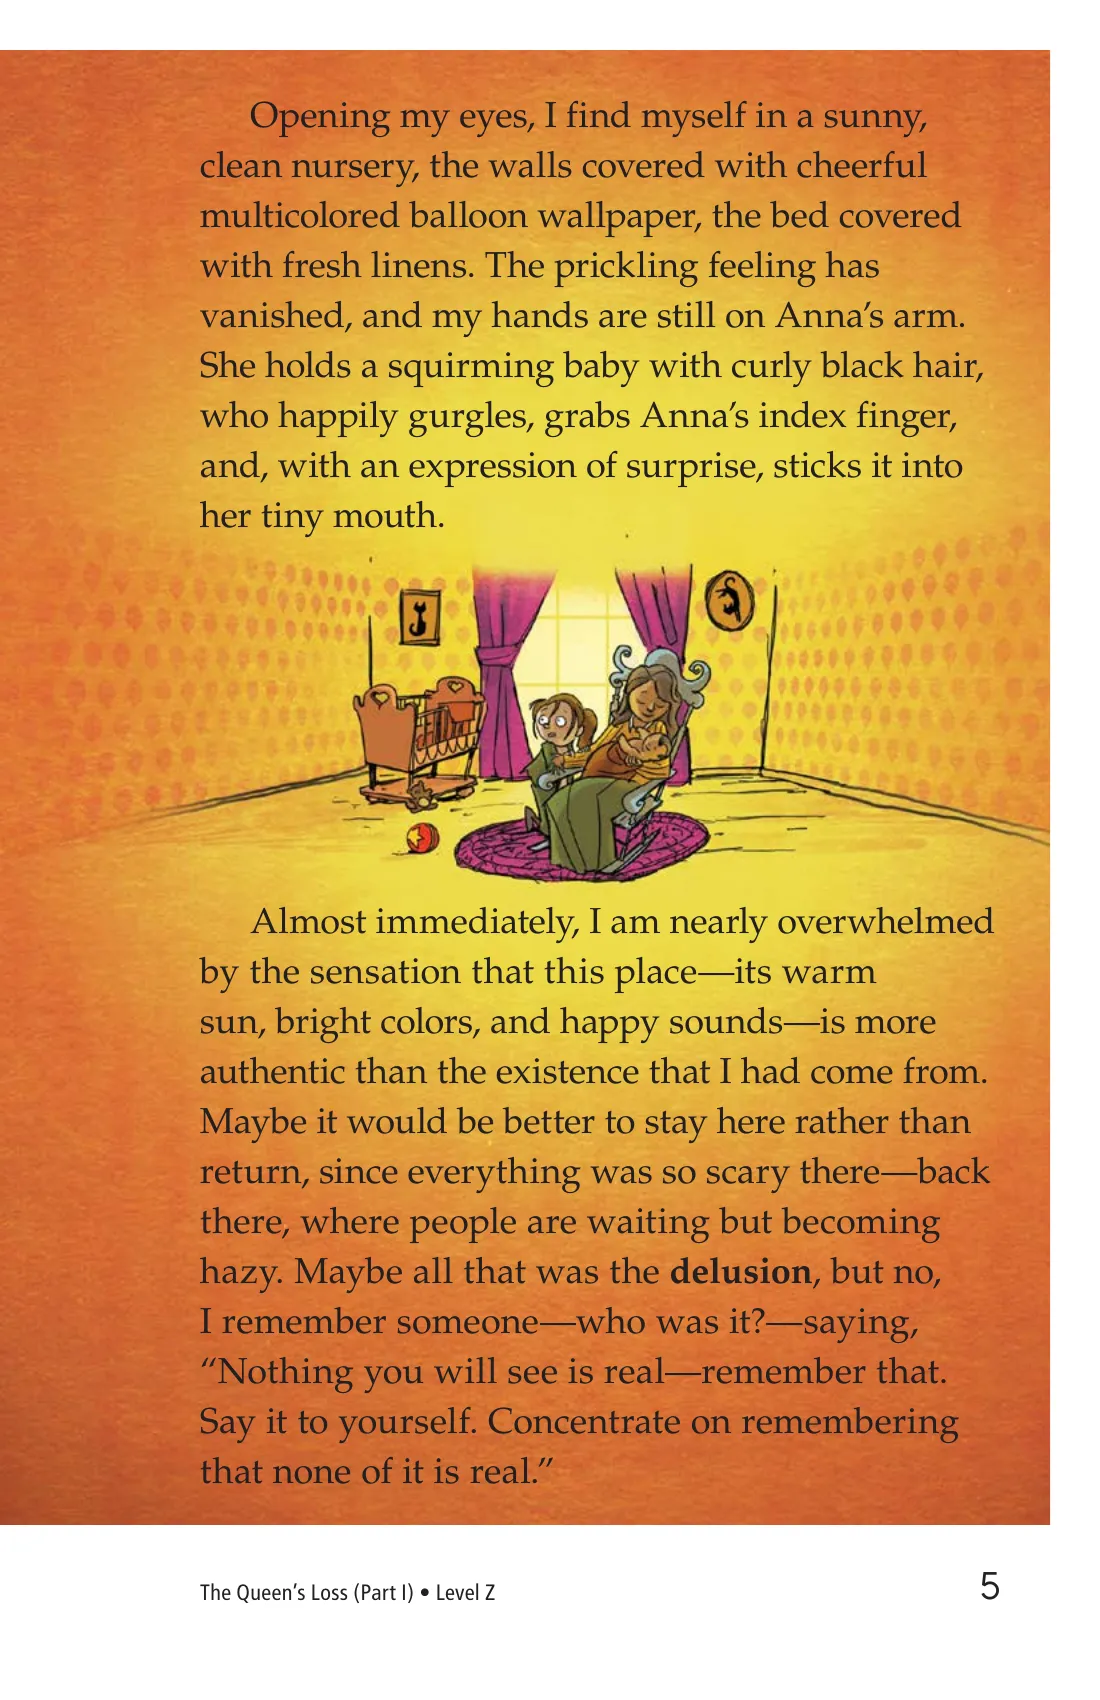 Opening my eyes, I find myself in a sunny,
clean nursery, the walls covered with cheerful
multicolored balloon wallpaper, the bed covered
with fresh linens. The prickling feeling has
vanished, and my hands are still on Anna’s arm.
She holds a squirming baby with curly black hair,
who happily gurgles, grabs Anna’s index finger,
and, with an expression of surprise, sticks it into
her tiny mouth.
Almost immediately, I am nearly overwhelmed
by the sensation that this place—its warm
sun, bright colors, and happy sounds—is more
authentic than the existence that I had come from.
Maybe it would be better to stay here rather than
return, since everything was so scary there—back
there, where people are waiting but becoming
hazy. Maybe all that was the delusion, but no,
I remember someone—who was it?—saying,
“Nothing you will see is real—remember that.
Say it to yourself. Concentrate on remembering
that none of it is real.”
The Queen’s Loss (Part I) • Level Z
5